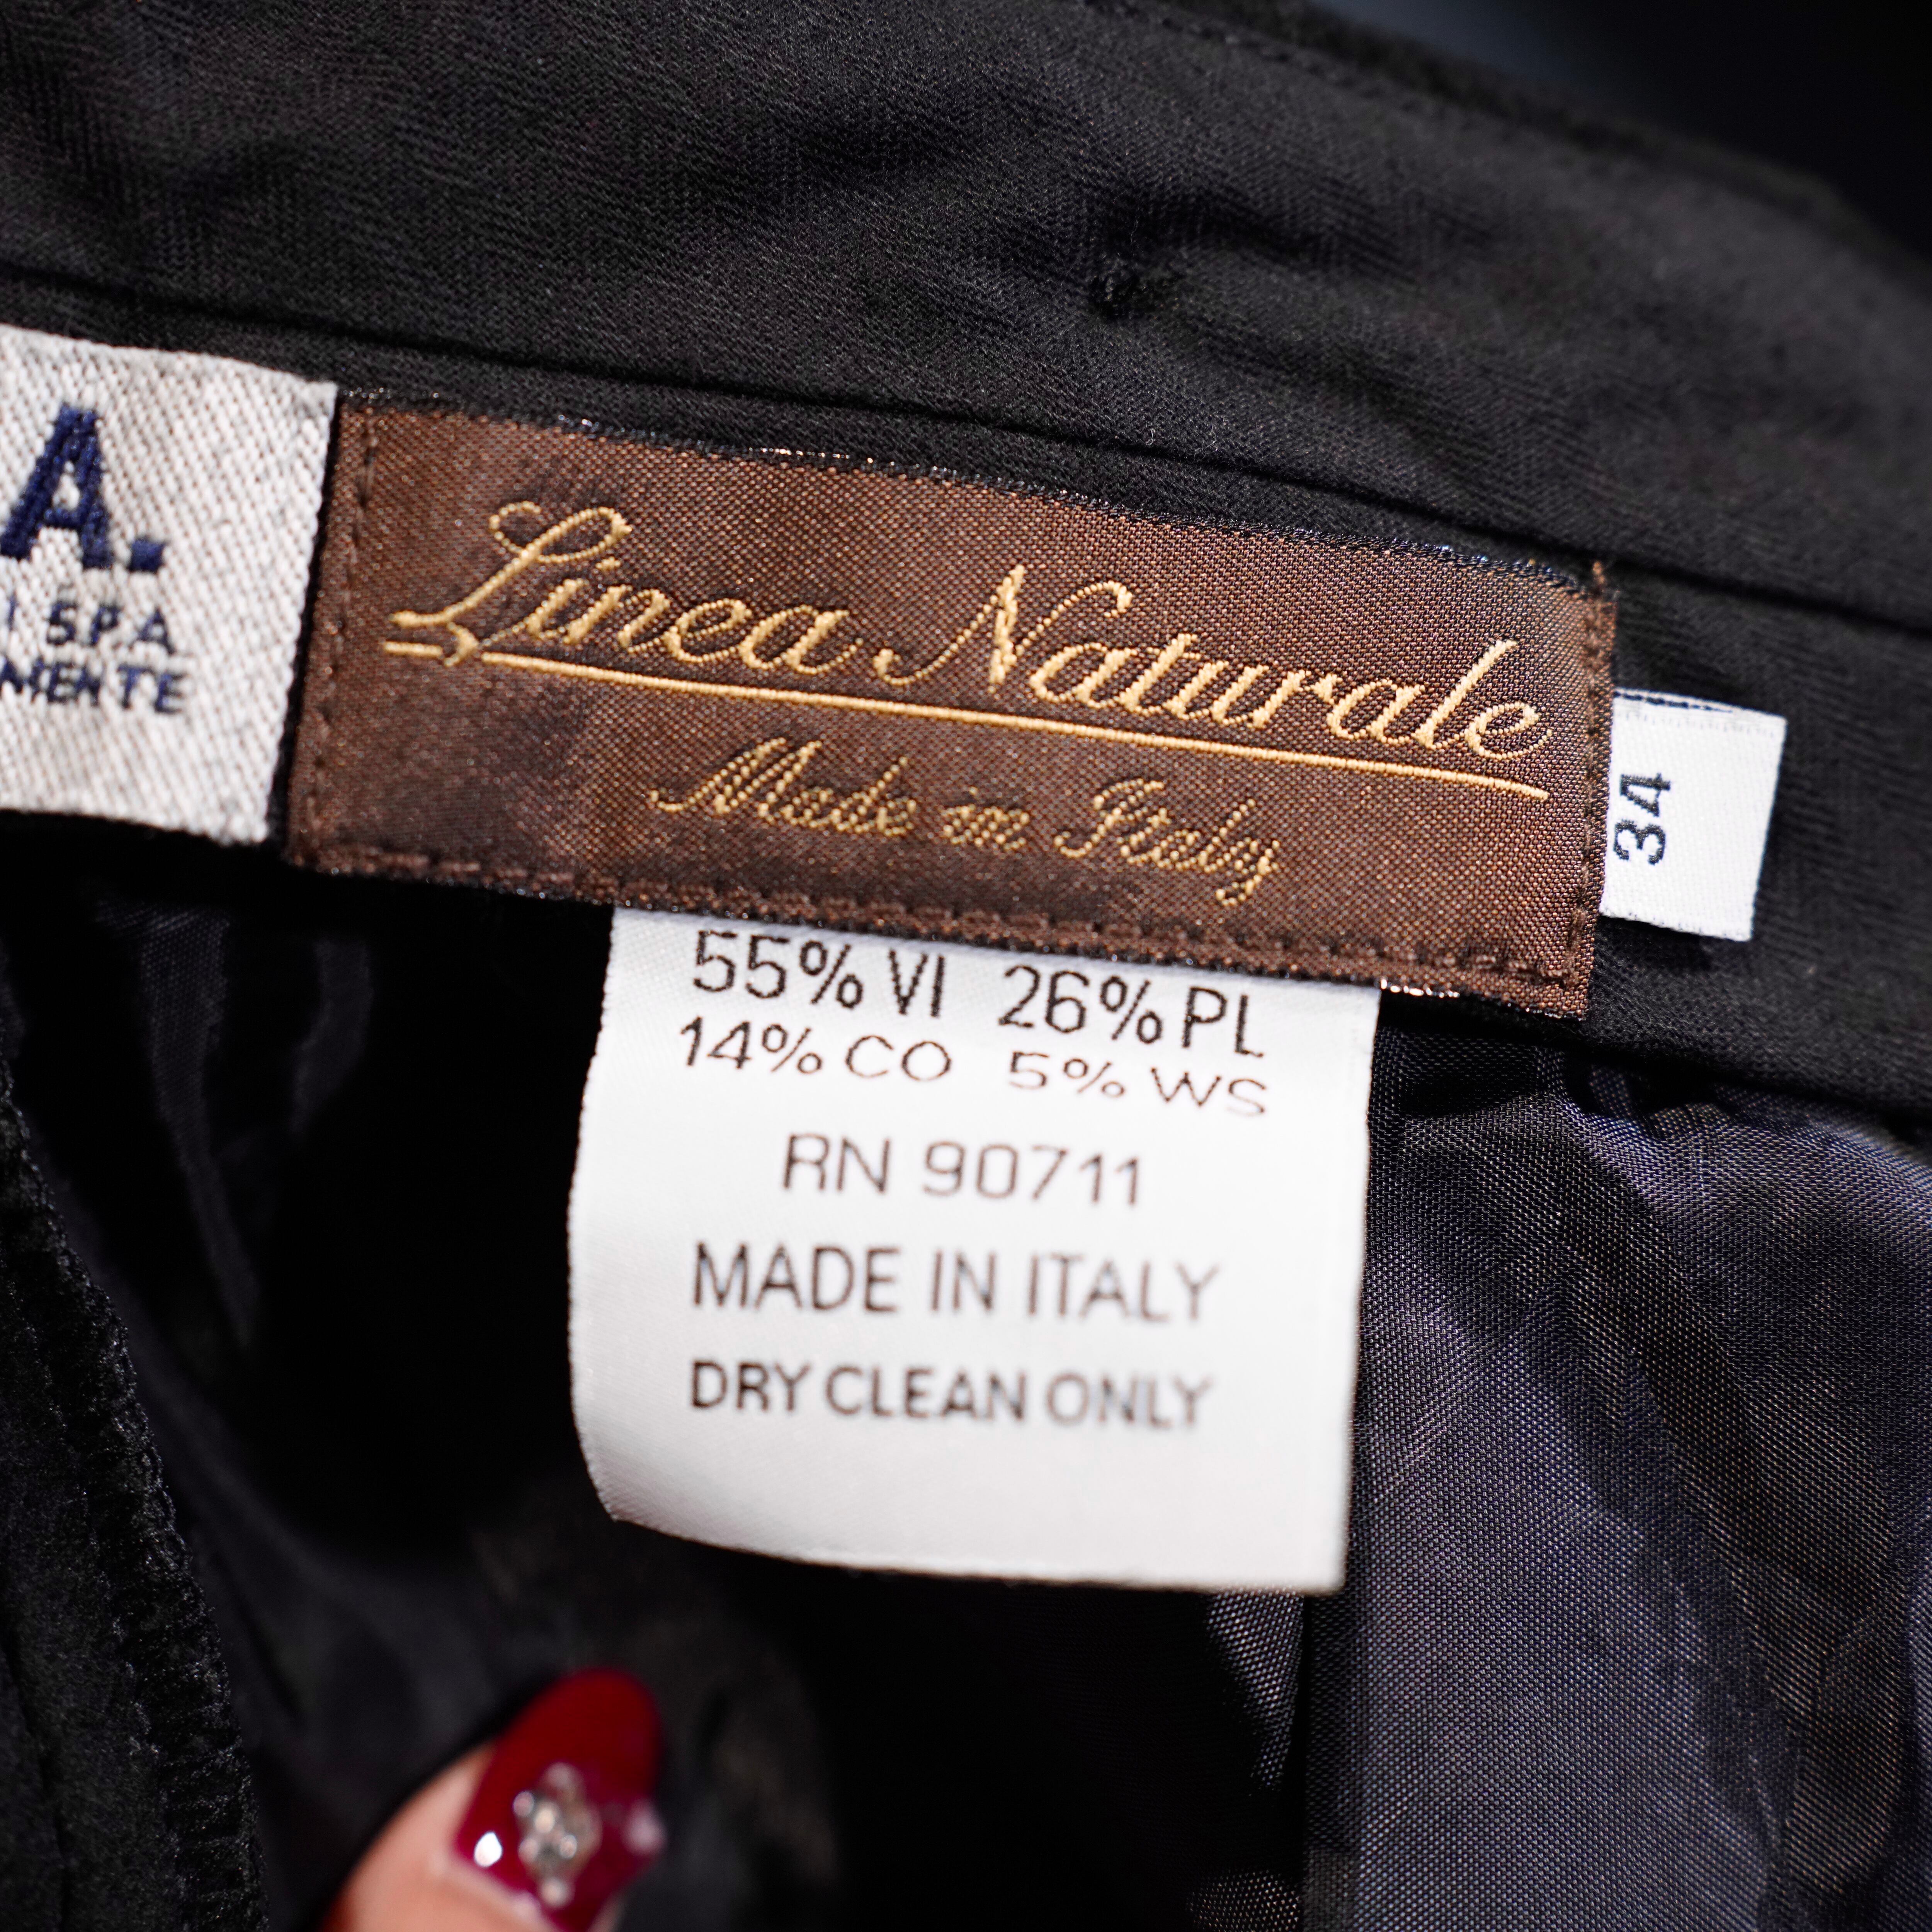 A.
SPA
Linea Naturale
Made in Italy
34
55% VI 26% PL
14% CO 5% WS
RN 90711
MADE IN ITALY
DRY CLEAN ONLY